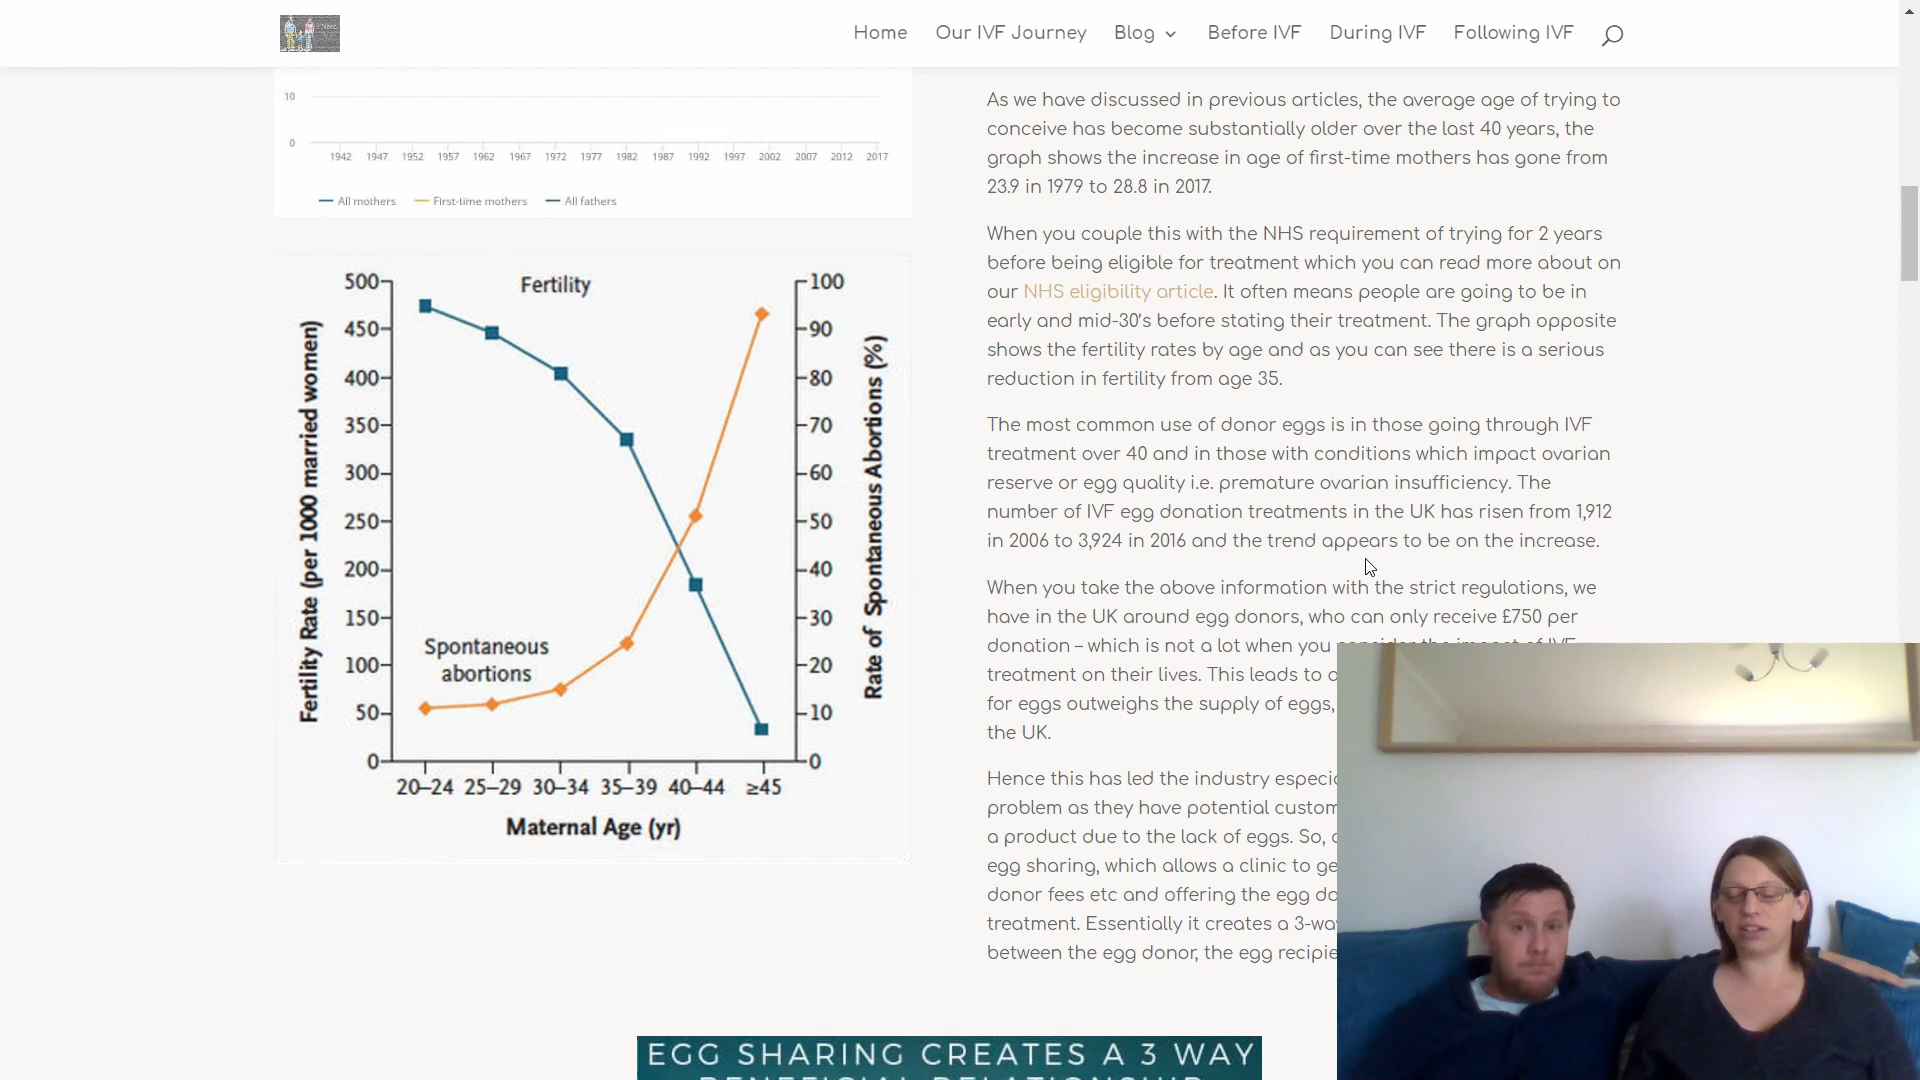 Home
Our IVF Journey
Blog
Before IVF
During IVF
Following IVF
10
0
1942 1947 1952 1957 1962 1967 1972 1977 1982 1987 1992 1997 2002 2007 2012 2017
All mothers
First-time mothers
All fathers
Fertility
Spontaneous
abortions
Fertility Rate (per 1000 married women)
500
450
400
350
300
250
200
150
100
50
0
100
90
80
70
60
50
40
30
20
10
0
Rate of Spontaneous Abortions (%)
20–24 25–29 30–34 35–39 40–44 ≥45
Maternal Age (yr)
As we have discussed in previous articles, the average age of trying to
conceive has become substantially older over the last 40 years, the
graph shows the increase in age of first-time mothers has gone from
23.9 in 1979 to 28.8 in 2017.
When you couple this with the NHS requirement of trying for 2 years
before being eligible for treatment which you can read more about on
our NHS eligibility article. It often means people are going to be in
early and mid-30's before stating their treatment. The graph opposite
shows the fertility rates by age and as you can see there is a serious
reduction in fertility from age 35.
The most common use of donor eggs is in those going through IVF
treatment over 40 and in those with conditions which impact ovarian
reserve or egg quality i.e. premature ovarian insufficiency. The
number of IVF egg donation treatments in the UK has risen from 1,912
in 2006 to 3,924 in 2016 and the trend appears to be on the increase.
When you take the above information with the strict regulations, we
have in the UK around egg donors, who can only receive £750 per
donation – which is not a lot when you consider the impact of IVF
treatment on their lives. This leads to
for eggs outweighs the supply of eggs,
the UK.
Hence this has led the industry
problem as they have potential
a product due to the lack of eggs. So,
egg sharing, which allows a clinic to
donor fees etc and offering the egg
treatment. Essentially it creates a
between the egg donor, the egg
EGG SHARING CREATES A 3 WAY
BENEFICIAL RELATIONSHIP